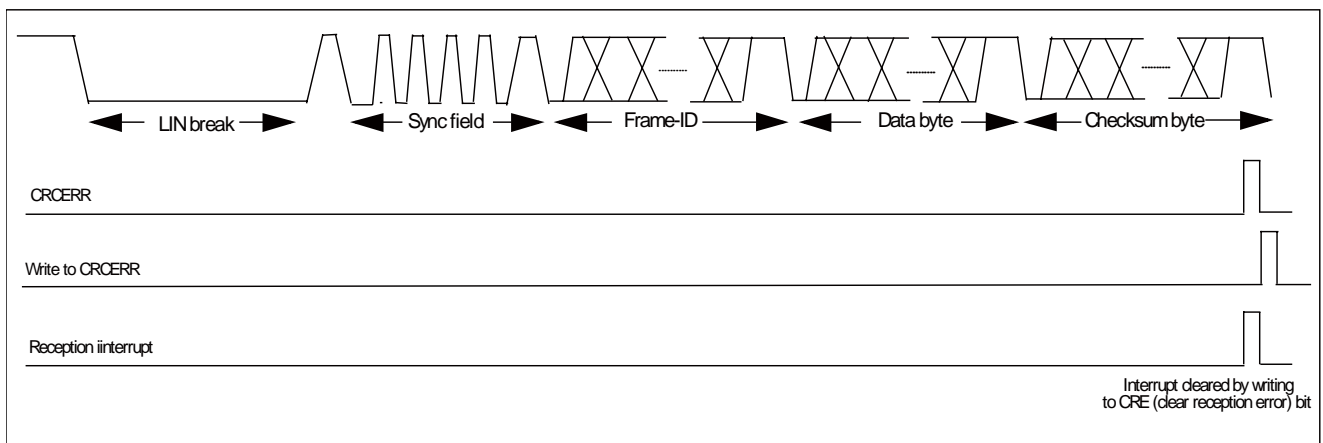 LIN break
Sync field
Frame-ID
Data byte
Checksum byte
CRCERR
Write to CRCERR
Reception iinterrupt
Interrupt cleared by writing
to CRE (clear reception error) bit